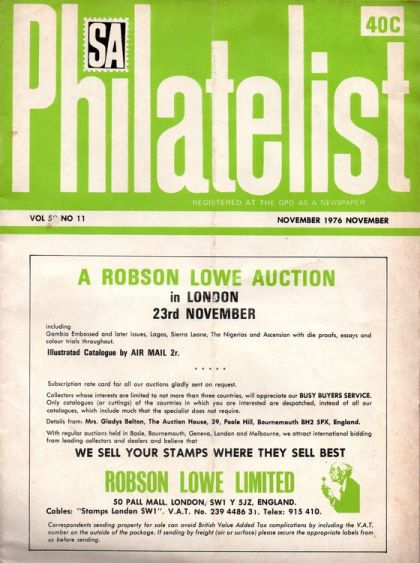 SA
40C
Philatelist
REGISTERED AT THE GPO AS A NEWSPAPER
VOL NO 11 NOVEMBER 1976 NOVEMBER
A ROBSON LOWE AUCTION
in LONDON
23rd NOVEMBER
including
Gambia Embossed and later issues, Lagos, Sierra Leone, The Nigerias and Ascension with die proofs, essays and
colour trials throughout.
Illustrated Catalogue by AIR MAIL 2r.
* * * * *
Subscription rate card for all our auctions gladly sent on request.
Collectors whose interests are limited to not more than three countries, will appreciate our BUSY BUYERS SERVICE.
Only catalogues (or cuttings) of the countries in which you are interested are despatched, instead of all our
catalogues, which include much that the specialist does not require.
Details from: Mrs. Gladys Belton, The Auction House, 39, Poole Hill, Bournemouth BH2 5PX, England.
With regular auctions held in Basle, Bournemouth, Geneva, London and Melbourne, we attract international bidding
from leading collectors and dealers and believe that
WE SELL YOUR STAMPS WHERE THEY SELL BEST
ROBSON LOWE LIMITED
50 PALL MALL, LONDON, SW1 Y 5JZ, ENGLAND.
Cables: "Stamps London SW1". V.A.T. No. 239 4486 31. Telex: 915 410.
Correspondents sending property for sale can avoid British Value Added Tax complications by including the V.A.T.
number on the outside of the package. If sending by freight (air or surface) please secure the appropriate labels from
us before sending.